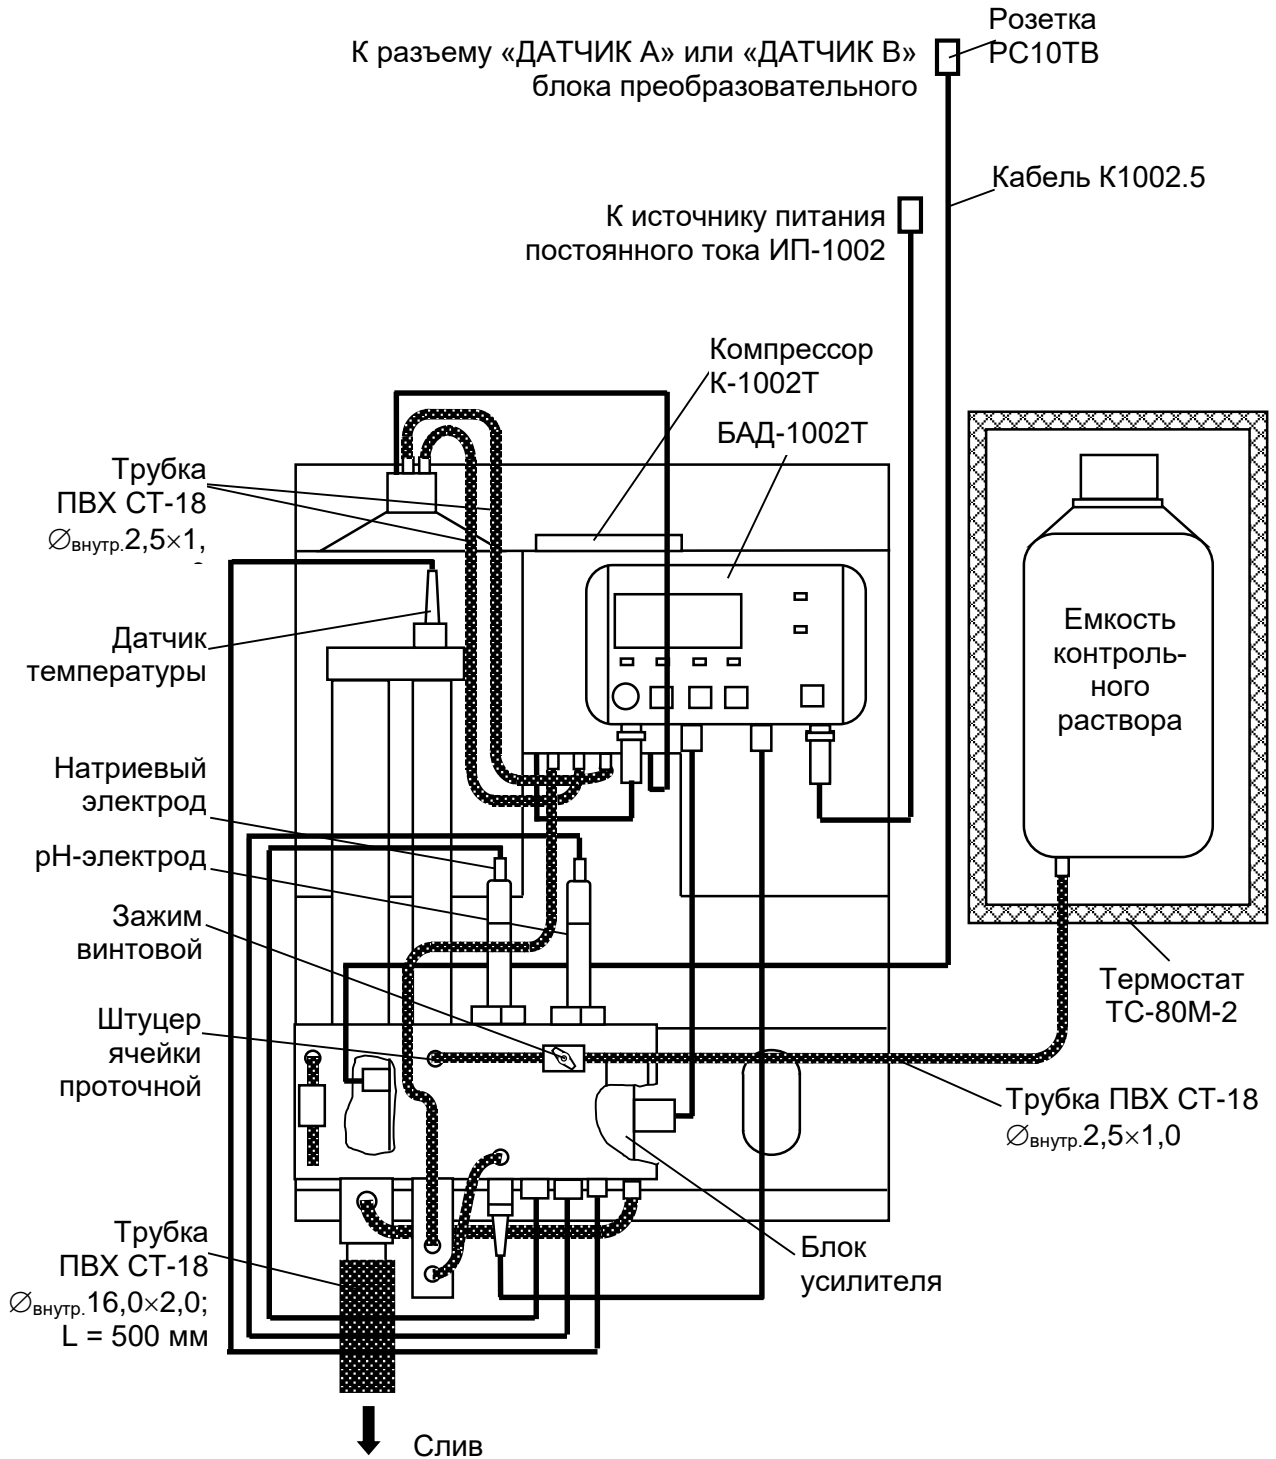 Розетка
РС10ТВ
К разъему «ДАТЧИК А» или «ДАТЧИК В»
блока преобразовательного
Кабель К1002.5
К источнику питания
постоянного тока ИП-1002
Компрессор
К-1002Т
БАД-1002Т
Трубка
ПВХ СТ-18
∅внутр.2,5×1,
Емкость
контроль-
ного
раствора
Датчик
температуры
Натриевый
электрод
рН-электрод
Зажим
винтовой
Термостат
ТС-80М-2
Штуцер
ячейки
проточной
Трубка ПВХ СТ-18
∅внутр.2,5×1,0
Трубка
ПВХ СТ-18
∅внутр.16,0×2,0;
L = 500 мм
Блок
усилителя
Слив